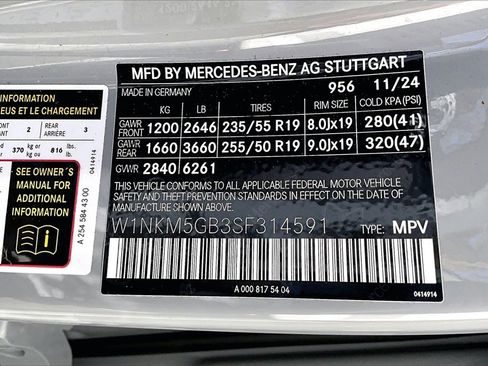 MFD BY MERCEDES-BENZ AG STUTTGART
MADE IN GERMANY 956 11/24
GAWR KG LB TIRES RIM SIZE COLD KPA (PSI)
FRONT 1200 2646 235/55 R19 8.0Jx19 280(41)
GAWR REAR 1660 3660 255/50 R19 9.0Jx19 320(47)
GVWR 2840 6261
THIS VEHICLE CONFORMS TO ALL APPLICABLE FEDERAL MOTOR VEHICLE
SAFETY AND THEFT PREVENTION STANDARDS IN EFFECT ON THE DATE OF
MANUFACTURE SHOWN ABOVE.
W1NKM5GB3SF314591 TYPE: MPV
A 000 817 54 04
0414914
ATION
EUS ET LE CHARGEMENT
2 REAR ARRIÈRE 3
370 kg or 816 lbs. lb.
0414914
SEE OWNER'S
MANUAL FOR
ADDITIONAL
INFORMATION
i
A 254 584 43 00